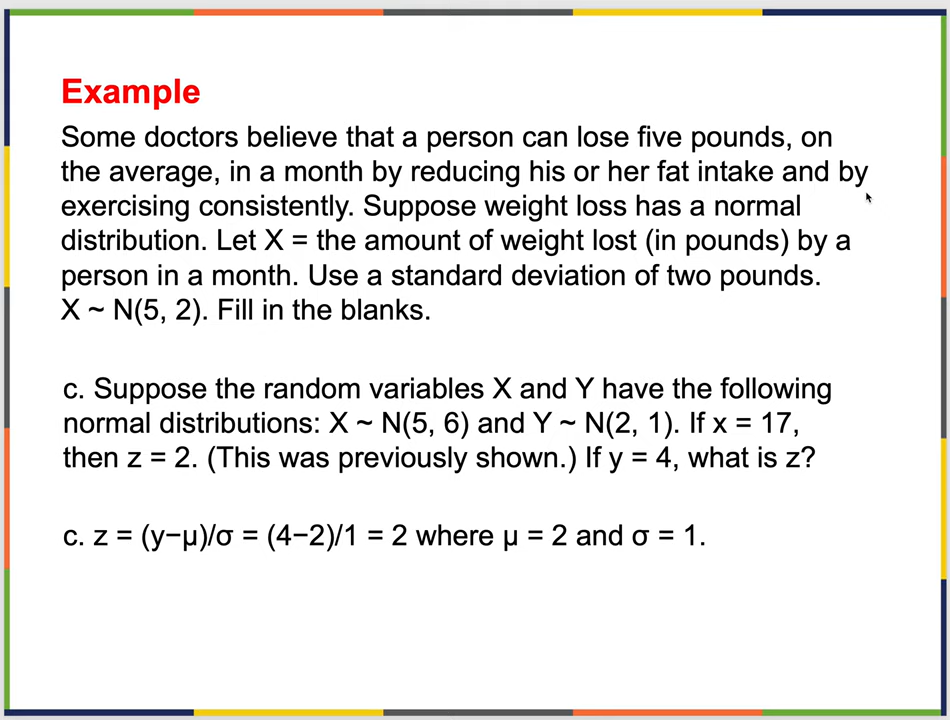 Example
Some doctors believe that a person can lose five pounds, on
the average, in a month by reducing his or her fat intake and by
exercising consistently. Suppose weight loss has a normal
distribution. Let X = the amount of weight lost (in pounds) by a
person in a month. Use a standard deviation of two pounds.
X ~ N(5, 2). Fill in the blanks.
c. Suppose the random variables X and Y have the following
normal distributions: X ~ N(5, 6) and Y ~ N(2, 1). If x = 17,
then z = 2. (This was previously shown.) If y = 4, what is z?
c. z = (y−μ)/σ = (4−2)/1 = 2 where μ = 2 and σ = 1.